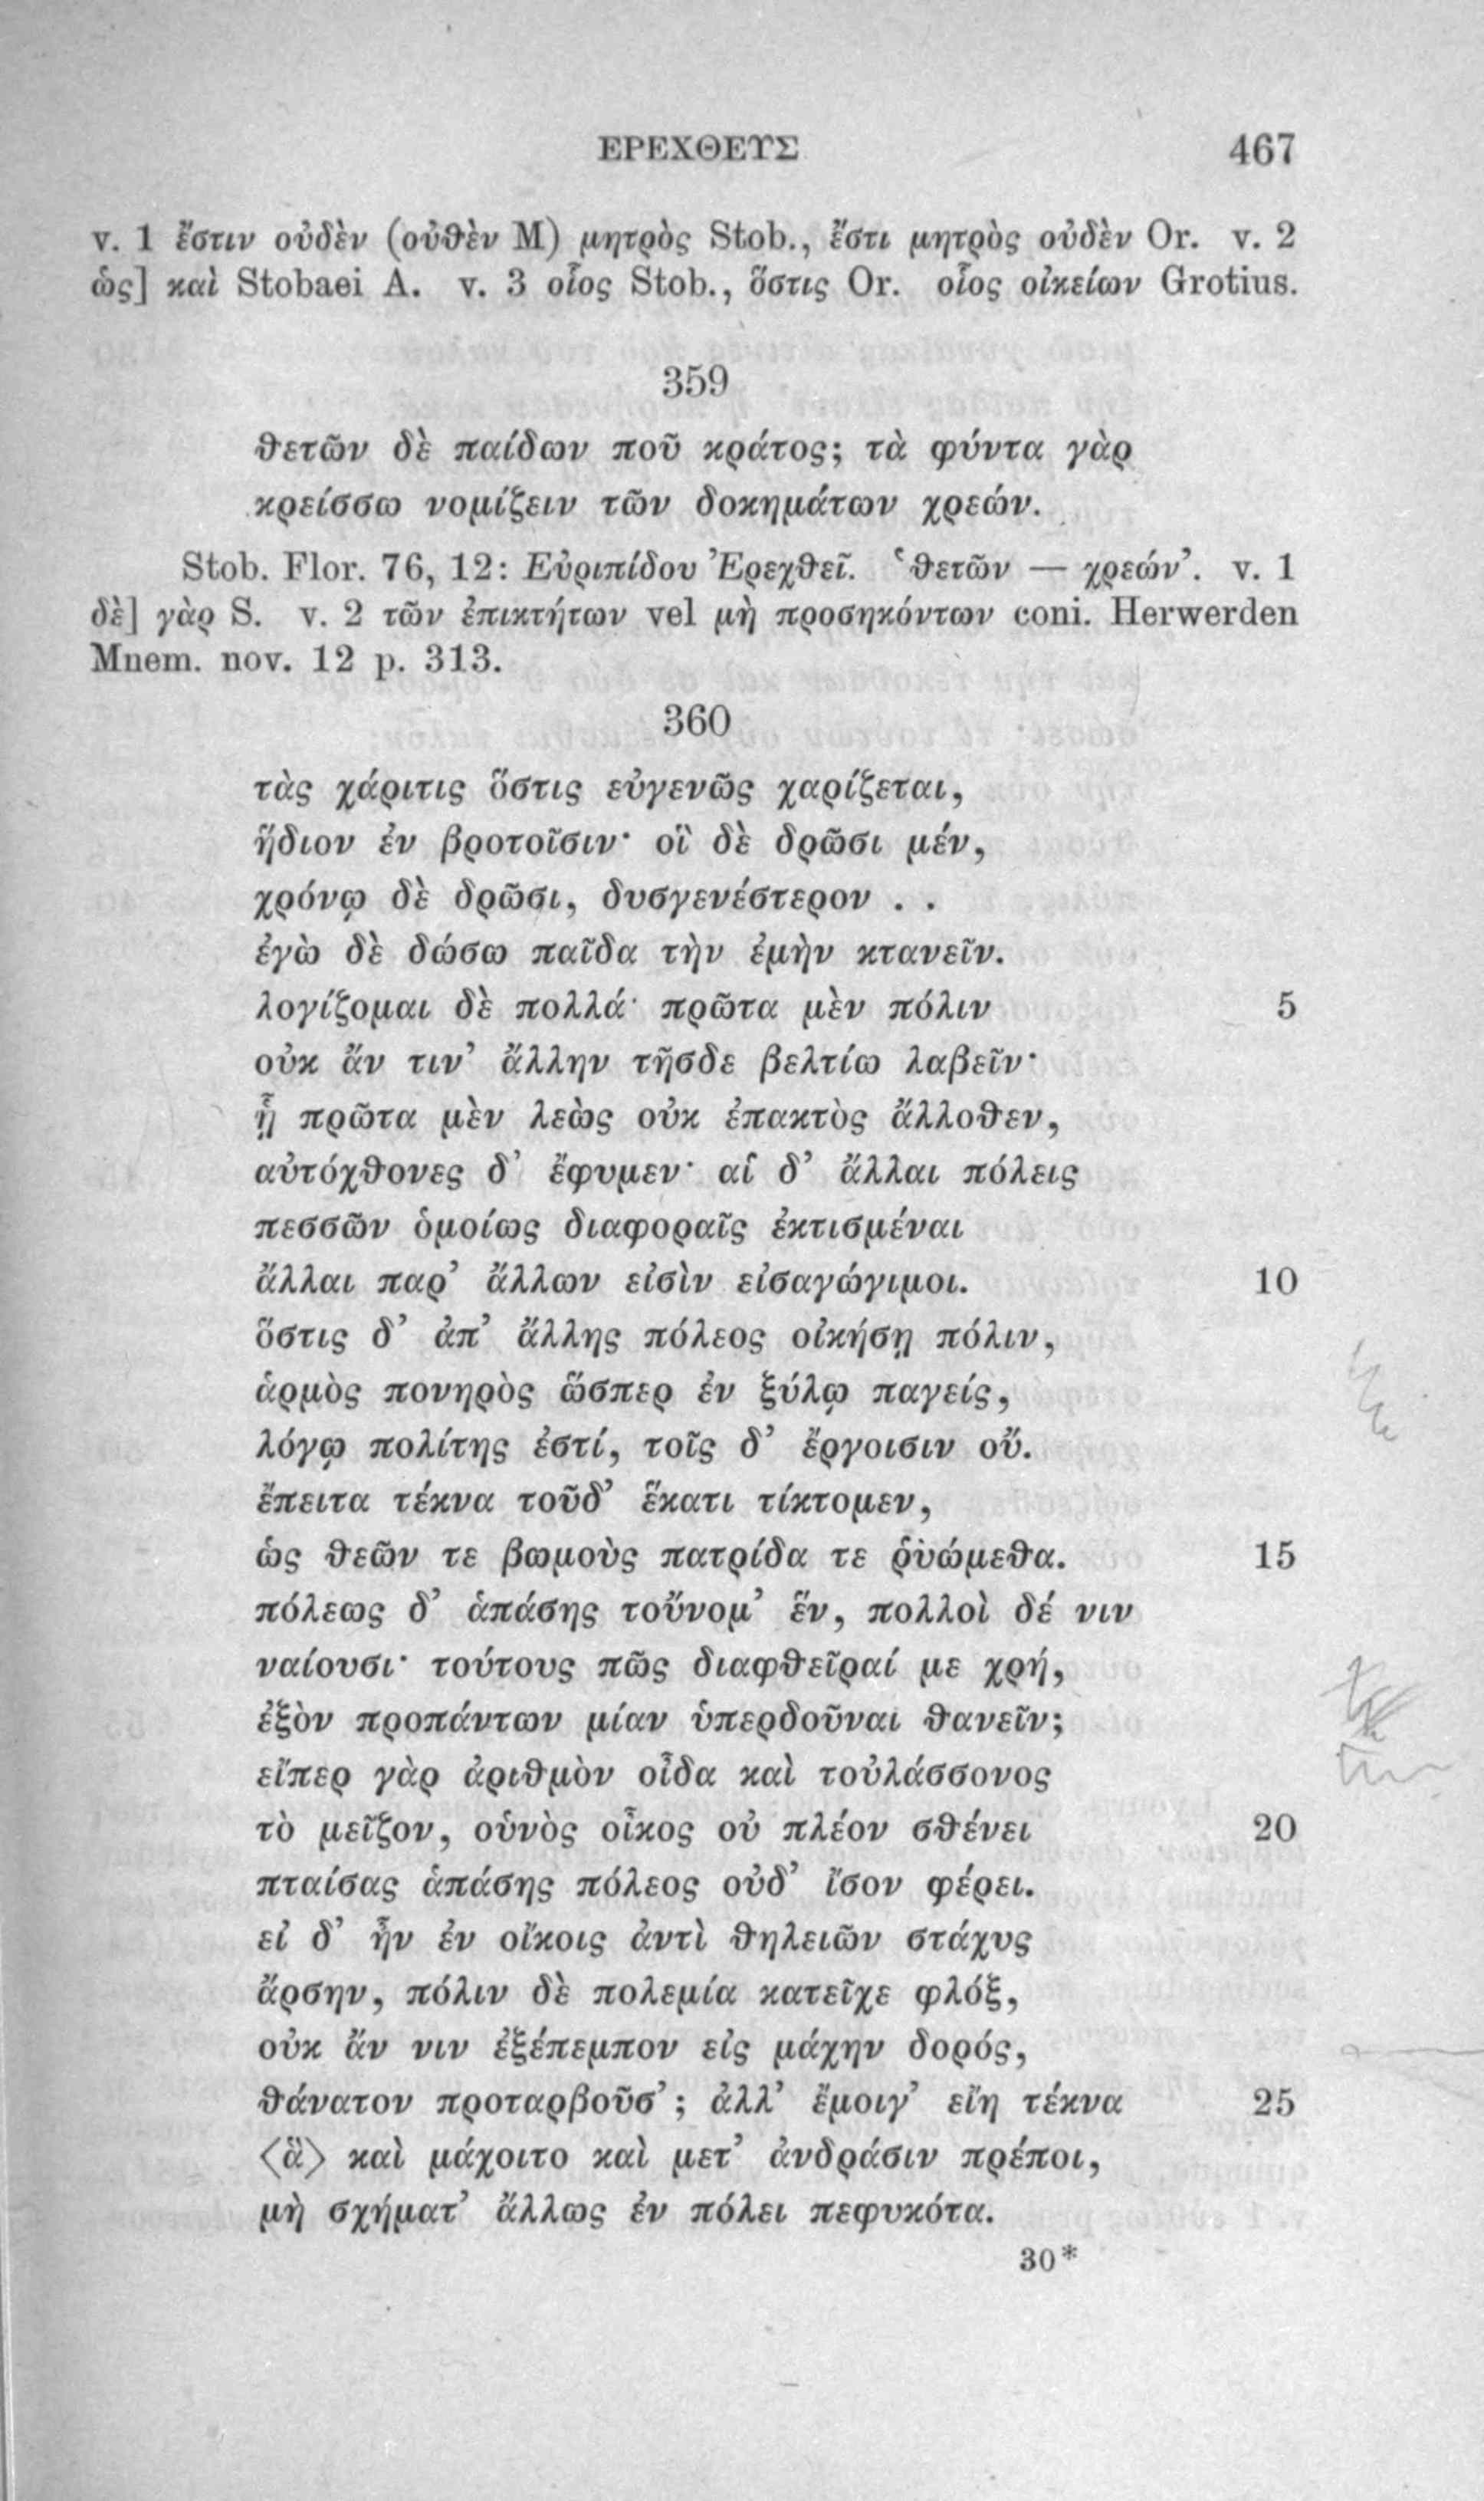 ΕΡΕΧΘΕΥΣ 467
v. 1 ἔστιν οὐδὲν (οὐθὲν M) μητρὸς Stob., ἔστι μητρὸς οὐδὲν Or. v. 2
ὡς] καὶ Stobaei A. v. 3 οἷος Stob., ὅστις Or. οἷος οἰκείων Grotius.
359
θετῶν δὲ παίδων ποῦ κράτος; τὰ φύντα γὰρ
κρείσσω νομίζειν τῶν δοκημάτων χρεών.
Stob. Flor. 76, 12: Εὐριπίδου Ἐρεχθεῖ. ‘θετῶν — χρεών’. v. 1
δὲ] γὰρ S. v. 2 τῶν ἐπικτήτων vel μὴ προσηκόντων coni. Herwerden
Mnem. nov. 12 p. 313.
360
τὰς χάριτις ὅστις εὐγενῶς χαρίζεται,
ἥδιον ἐν βροτοῖσιν· οἳ δὲ δρῶσι μέν,
χρόνῳ δὲ δρῶσι, δυσγενέστερον . .
ἐγὼ δὲ δώσω παῖδα τὴν ἐμὴν κτανεῖν.
λογίζομαι δὲ πολλά· πρῶτα μὲν πόλιν 5
οὐκ ἄν τιν’ ἄλλην τῆσδε βελτίω λαβεῖν·
ᾗ πρῶτα μὲν λεὼς οὐκ ἐπακτὸς ἄλλοθεν,
αὐτόχθονες δ’ ἔφυμεν· αἱ δ’ ἄλλαι πόλεις
πεσσῶν ὁμοίως διαφοραῖς ἐκτισμέναι
ἄλλαι παρ’ ἄλλων εἰσὶν εἰσαγώγιμοι. 10
ὅστις δ’ ἀπ’ ἄλλης πόλεος οἰκήσῃ πόλιν,
ἁρμὸς πονηρὸς ὥσπερ ἐν ξύλῳ παγείς,
λόγῳ πολίτης ἐστί, τοῖς δ’ ἔργοισιν οὔ.
ἔπειτα τέκνα τοῦδ’ ἕκατι τίκτομεν,
ὡς θεῶν τε βωμοὺς πατρίδα τε ῥυώμεθα. 15
πόλεως δ’ ἁπάσης τοὔνομ’ ἕν, πολλοὶ δέ νιν
ναίουσι· τούτους πῶς διαφθεῖραί με χρή,
ἐξὸν προπάντων μίαν ὑπερδοῦναι θανεῖν;
εἴπερ γὰρ ἀριθμὸν οἶδα καὶ τοὐλάσσονος
τὸ μεῖζον, οὑνὸς οἶκος οὐ πλέον σθένει 20
πταίσας ἁπάσης πόλεος οὐδ’ ἴσον φέρει.
εἰ δ’ ἦν ἐν οἴκοις ἀντὶ θηλειῶν στάχυς
ἄρσην, πόλιν δὲ πολεμία κατεῖχε φλόξ,
οὐκ ἄν νιν ἐξέπεμπον εἰς μάχην δορός,
θάνατον προταρβοῦσ’; ἀλλ’ ἔμοιγ’ εἴη τέκνα 25
⟨ἃ⟩ καὶ μάχοιτο καὶ μετ’ ἀνδράσιν πρέποι,
μὴ σχήματ’ ἄλλως ἐν πόλει πεφυκότα.
30*